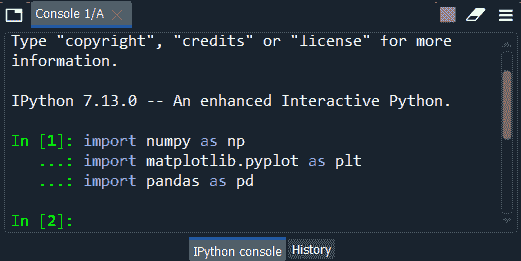 Console 1/A
Type "copyright", "credits" or "license" for more
information.
IPython 7.13.0 -- An enhanced Interactive Python.
In [1]: import numpy as np
...: import matplotlib.pyplot as plt
...: import pandas as pd
In [2]:
IPython console History